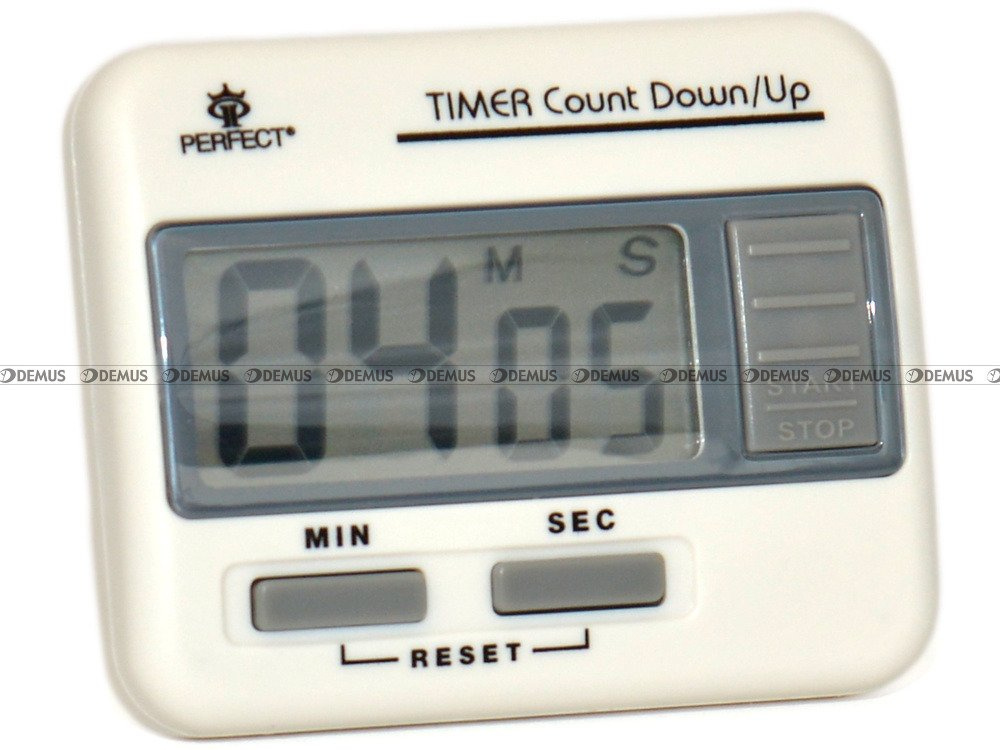 PERFECT®
TIMER Count Down/Up
M S
04 05
DEMUS DEMUS DEMUS DEMUS DEMUS DEMUS DEMUS DEMUS DEMUS DEMUS DEMUS DEMUS
START
STOP
MIN SEC
RESET